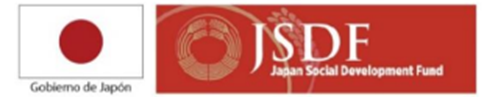 Gobierno de Japón
JSDF
Japan Social Development Fund